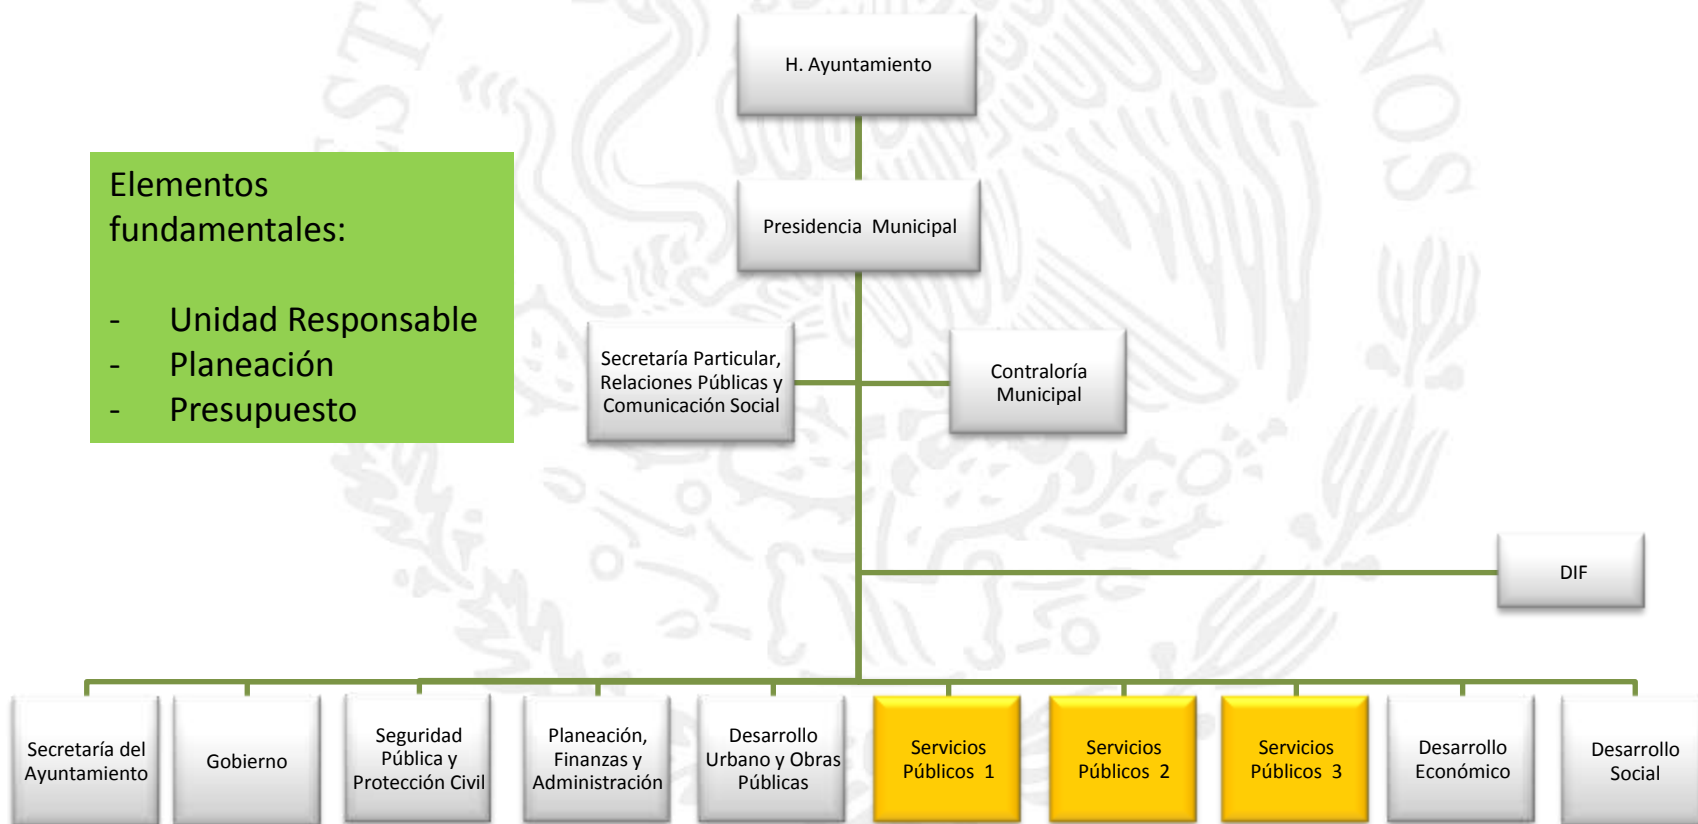 H. Ayuntamiento
Elementos
fundamentales:
- Unidad Responsable
- Planeación
- Presupuesto
Presidencia Municipal
Secretaría Particular,
Relaciones Públicas y
Comunicación Social
Contraloría
Municipal
DIF
Secretaría del
Ayuntamiento
Gobierno
Seguridad
Pública y
Protección Civil
Planeación,
Finanzas y
Administración
Desarrollo
Urbano y Obras
Públicas
Servicios
Públicos 1
Servicios
Públicos 2
Servicios
Públicos 3
Desarrollo
Económico
Desarrollo
Social